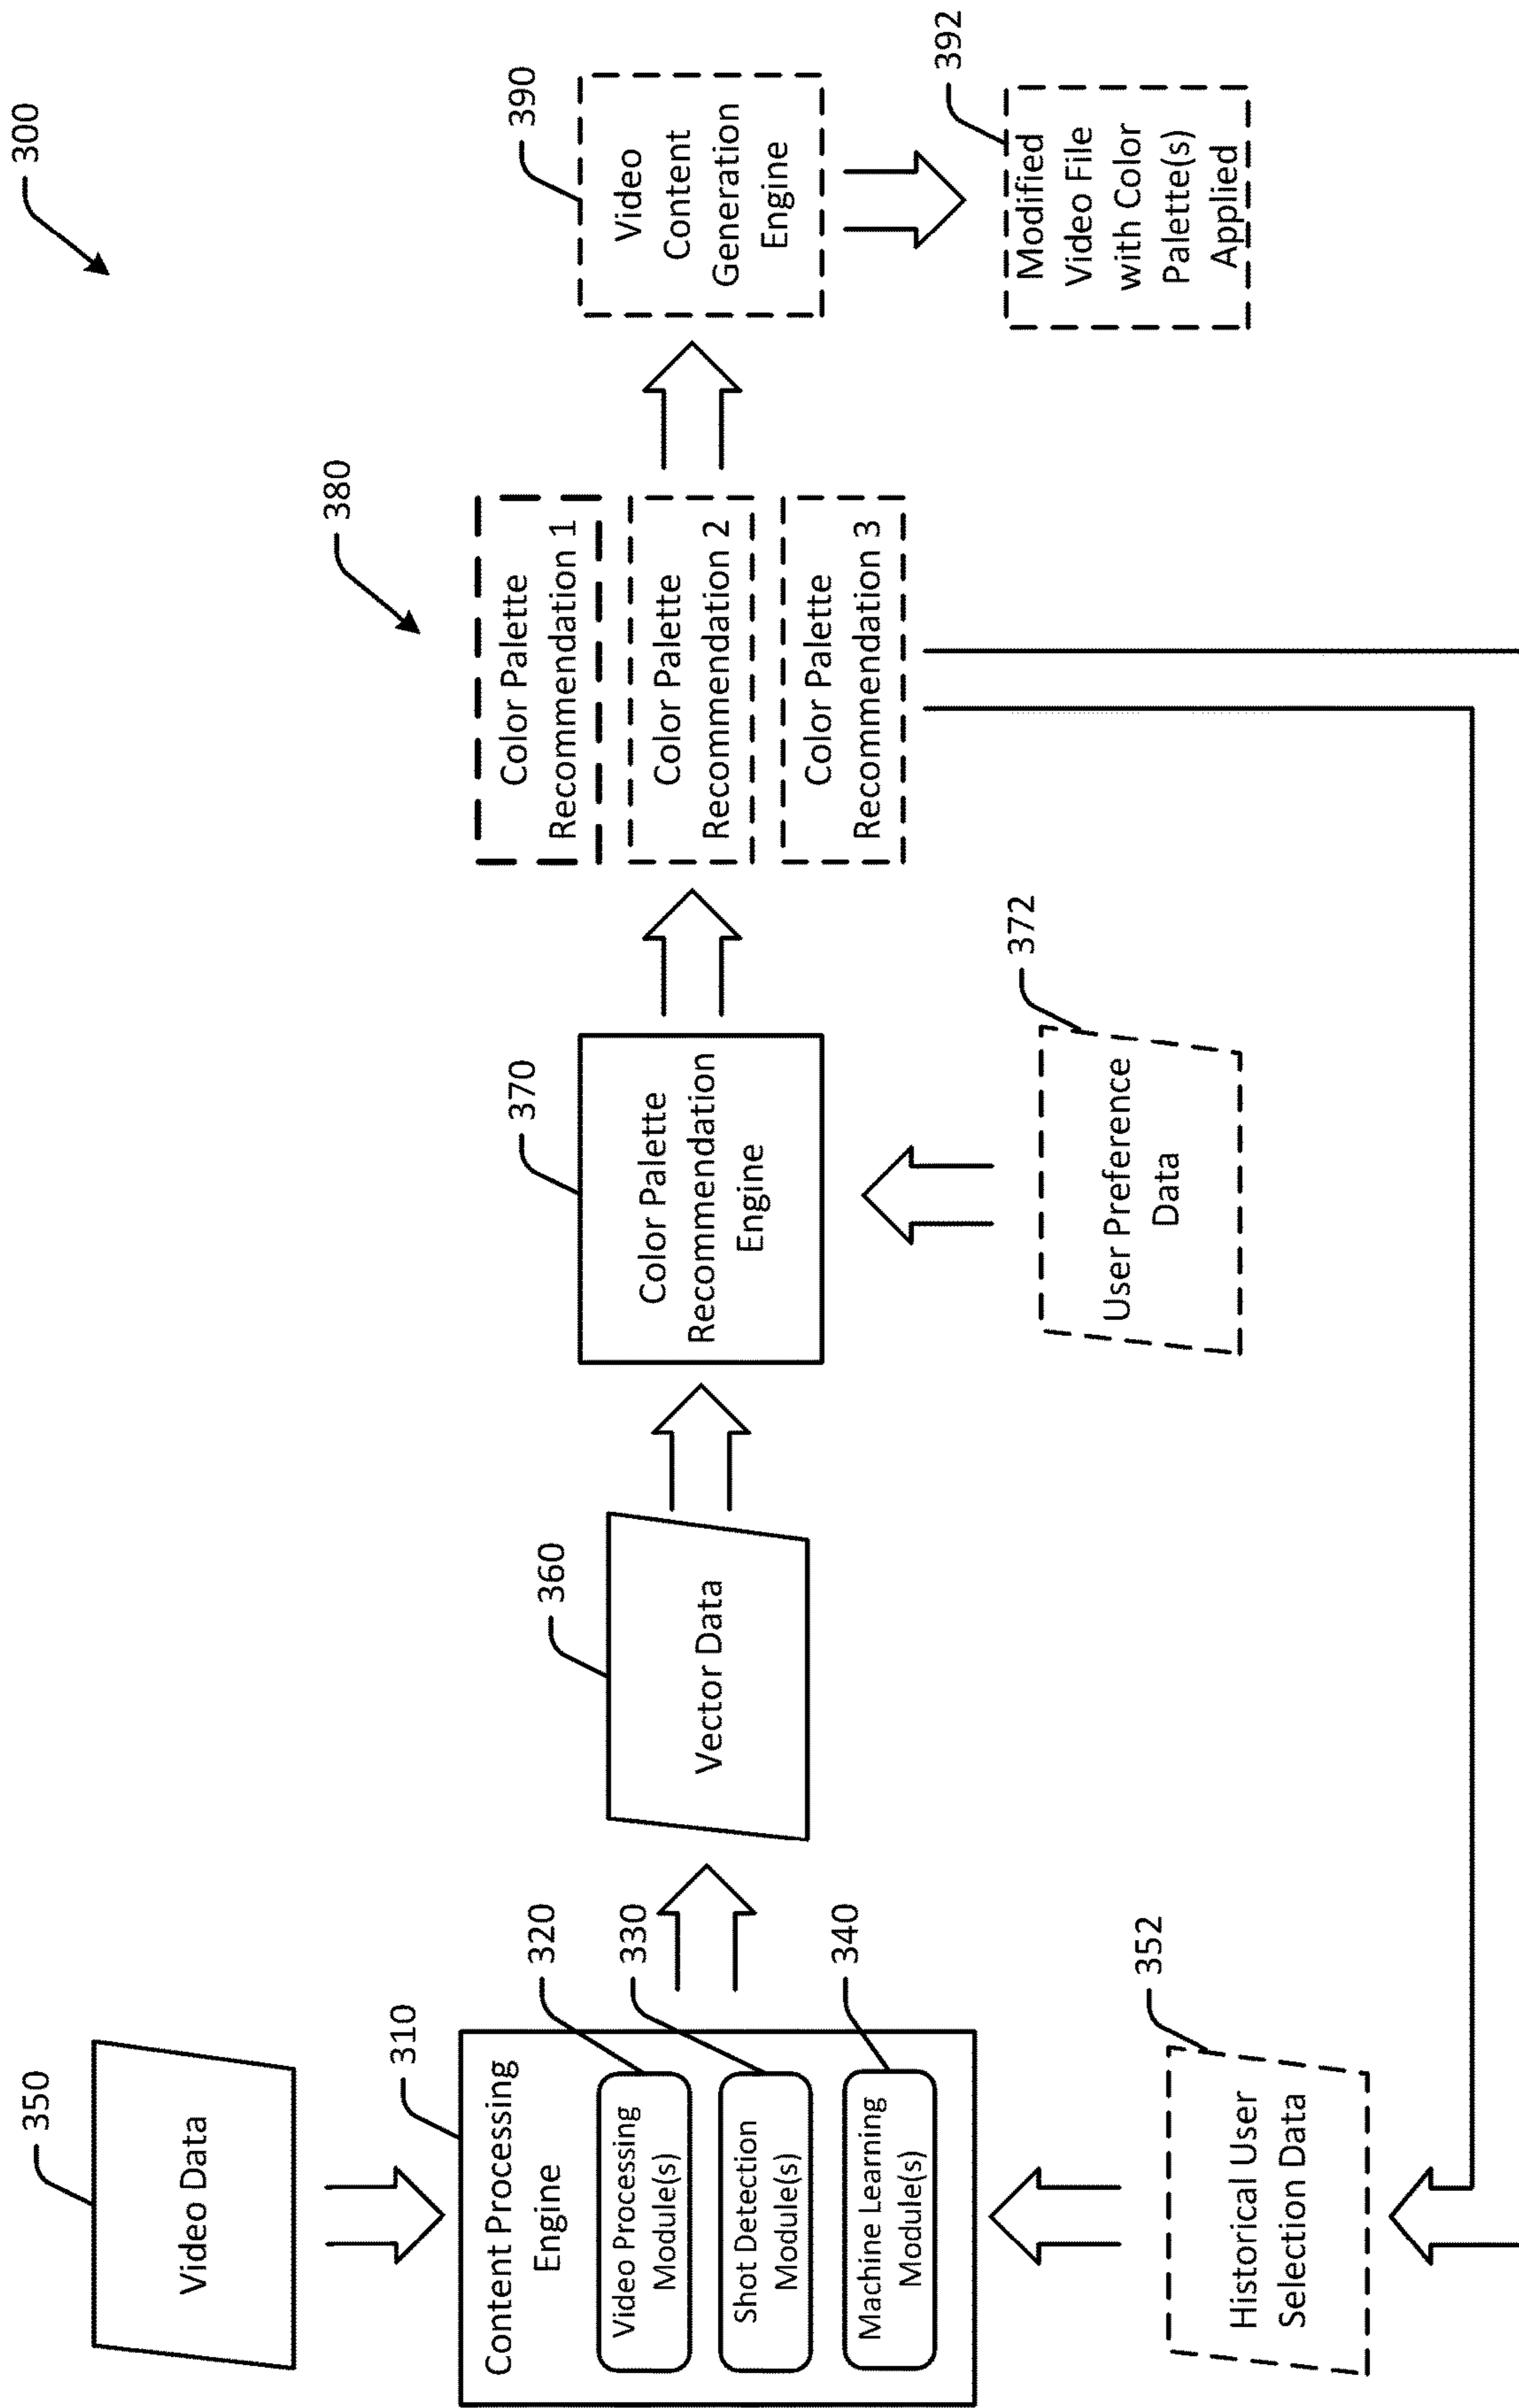 300
350
Video Data
310
Content Processing
Engine
Video Processing
Module(s)
320
Shot Detection
Module(s)
330
Machine Learning
Module(s)
340
352
Historical User
Selection Data
360
Vector Data
370
Color Palette
Recommendation
Engine
372
User Preference
Data
380
Color Palette
Recommendation 1
Color Palette
Recommendation 2
Color Palette
Recommendation 3
390
Video
Content
Generation
Engine
392
Modified
Video File
with Color
Palette(s)
Applied